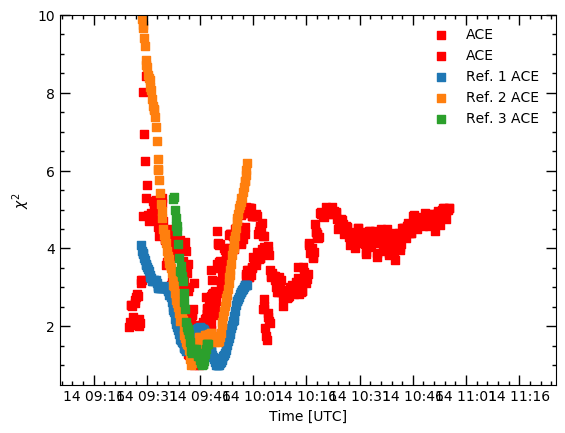 10
ACE
ACE
Ref. 1 ACE
8
Ref. 2 ACE
Ref. 3 ACE
6
χ²
4
2
14 09:16 14 09:31 14 09:46 14 10:01 14 10:16 14 10:31 14 10:46 14 11:01 14 11:16
Time [UTC]